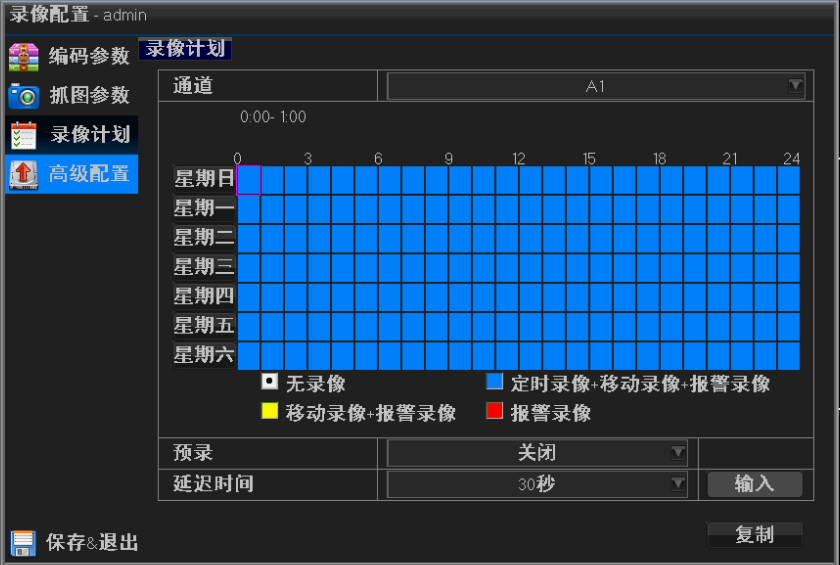 录像配置 - admin
编码参数
抓图参数
录像计划
高级配置
保存&退出
录像计划
通道 A1
0:00- 1:00
0 3 6 9 12 15 18 21 24
星期日
星期一
星期二
星期三
星期四
星期五
星期六
无录像 定时录像+移动录像+报警录像
移动录像+报警录像 报警录像
预录 关闭
延迟时间 30秒 输入
复制